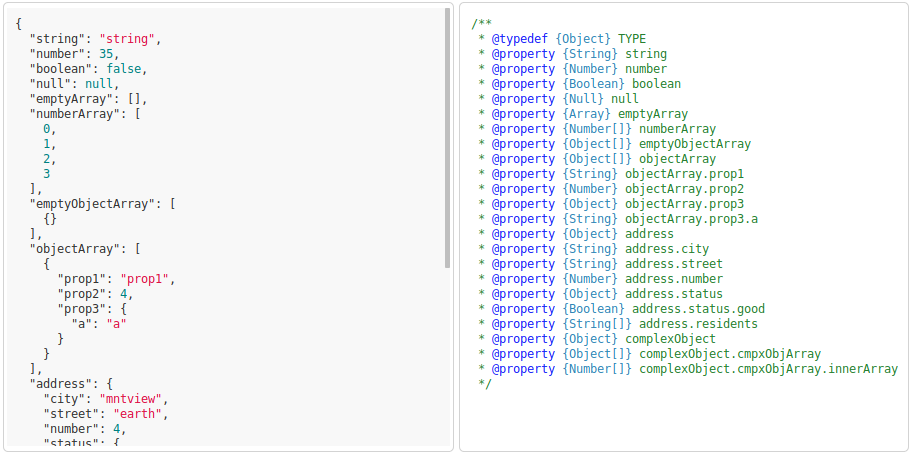 {
  "string": "string",
  "number": 35,
  "boolean": false,
  "null": null,
  "emptyArray": [],
  "numberArray": [
    0,
    1,
    2,
    3
  ],
  "emptyObjectArray": [
    {}
  ],
  "objectArray": [
    {
      "prop1": "prop1",
      "prop2": 4,
      "prop3": {
        "a": "a"
      }
    }
  ],
  "address": {
    "city": "mntview",
    "street": "earth",
    "number": 4,
    "status": {
/**
 * @typedef {Object} TYPE
 * @property {String} string
 * @property {Number} number
 * @property {Boolean} boolean
 * @property {Null} null
 * @property {Array} emptyArray
 * @property {Number[]} numberArray
 * @property {Object[]} emptyObjectArray
 * @property {Object[]} objectArray
 * @property {String} objectArray.prop1
 * @property {Number} objectArray.prop2
 * @property {Object} objectArray.prop3
 * @property {String} objectArray.prop3.a
 * @property {Object} address
 * @property {String} address.city
 * @property {String} address.street
 * @property {Number} address.number
 * @property {Object} address.status
 * @property {Boolean} address.status.good
 * @property {String[]} address.residents
 * @property {Object} complexObject
 * @property {Object[]} complexObject.cmpxObjArray
 * @property {Number[]} complexObject.cmpxObjArray.innerArray
 */